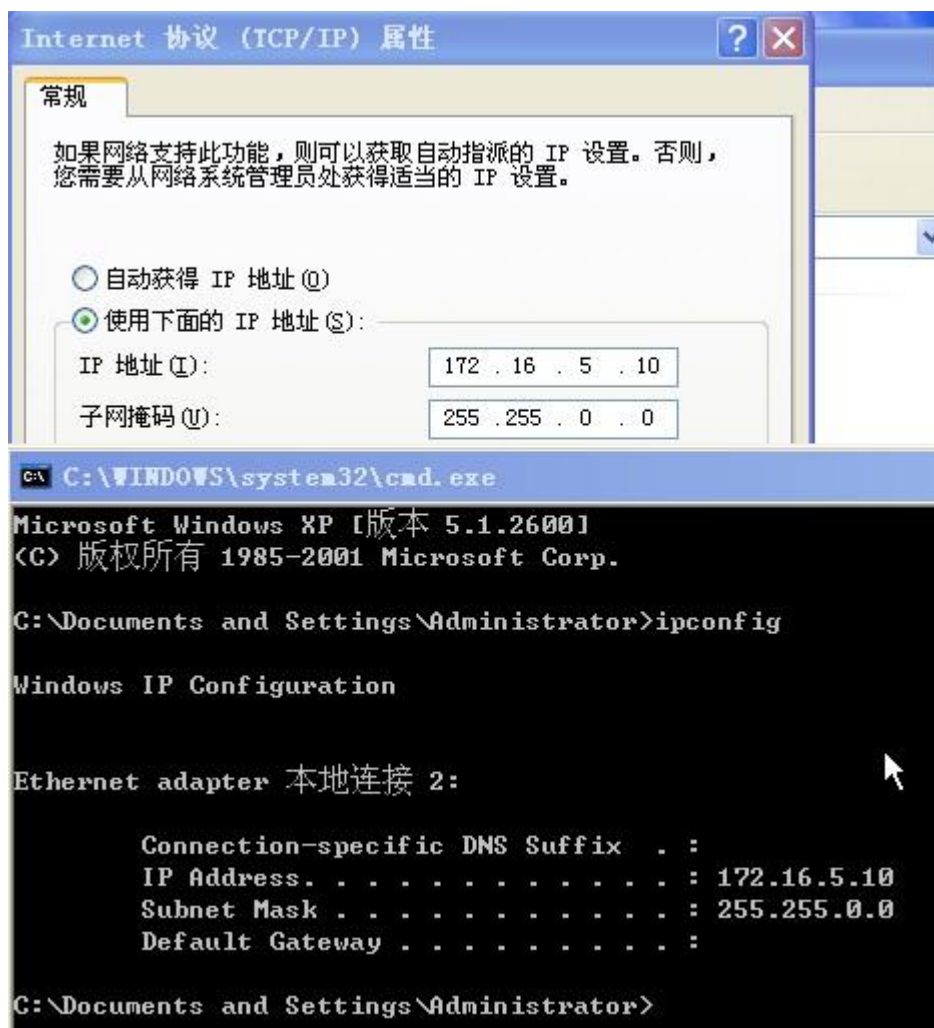 Internet 协议 (TCP/IP) 属性
常规
如果网络支持此功能，则可以获取自动指派的 IP 设置。否则，
您需要从网络系统管理员处获得适当的 IP 设置。
自动获得 IP 地址(O)
使用下面的 IP 地址(S):
IP 地址(I): 172 . 16 . 5 . 10
子网掩码(U): 255 .255 . 0 . 0
C:\WINDOWS\system32\cmd.exe
Microsoft Windows XP [版本 5.1.2600]
(C) 版权所有 1985-2001 Microsoft Corp.
C:\Documents and Settings\Administrator>ipconfig
Windows IP Configuration
Ethernet adapter 本地连接 2:
Connection-specific DNS Suffix . :
IP Address. . . . . . . . . . . . : 172.16.5.10
Subnet Mask . . . . . . . . . . . : 255.255.0.0
Default Gateway . . . . . . . . . :
C:\Documents and Settings\Administrator>